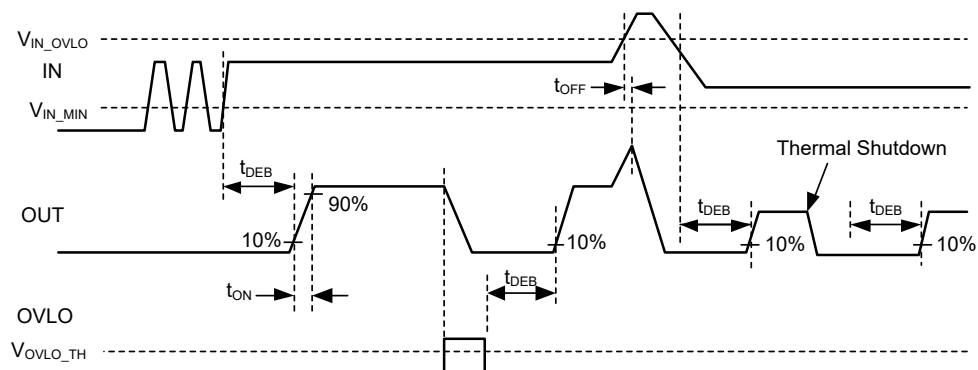 V_IN_OVLO
IN
t_OFF
V_IN_MIN
Thermal Shutdown
t_DEB
t_DEB
t_DEB
OUT
90%
10%
10%
10%
10%
t_DEB
t_ON
OVLO
V_OVLO_TH